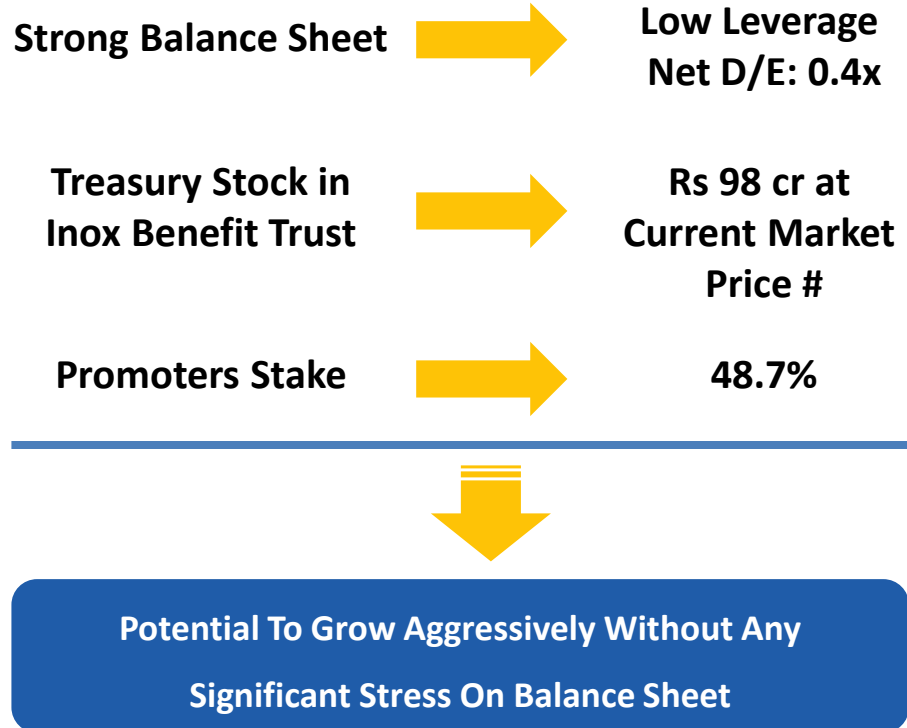 Strong Balance Sheet
Low Leverage
Net D/E: 0.4x
Treasury Stock in
Inox Benefit Trust
Rs 98 cr at
Current Market
Price #
Promoters Stake
48.7%
Potential To Grow Aggressively Without Any
Significant Stress On Balance Sheet